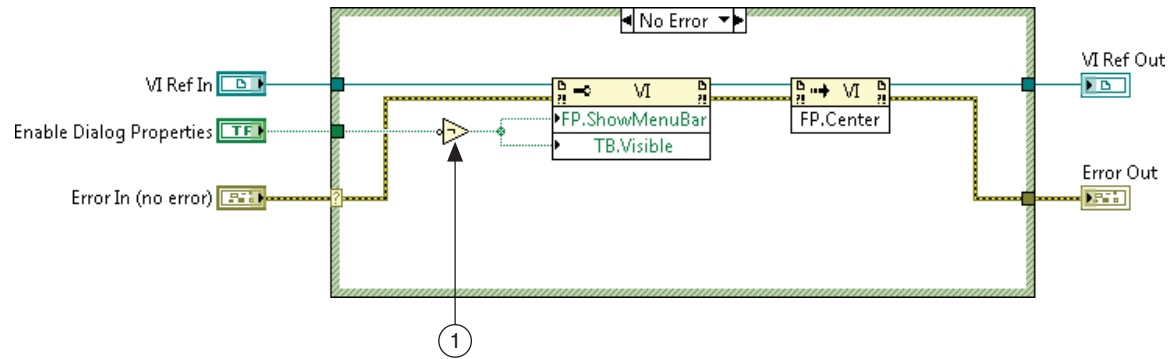 No Error
VI Ref In
VI
VI
VI Ref Out
Enable Dialog Properties
TF
FP.ShowMenuBar
FP.Center
TB.Visible
Error In (no error)
?
Error Out
1